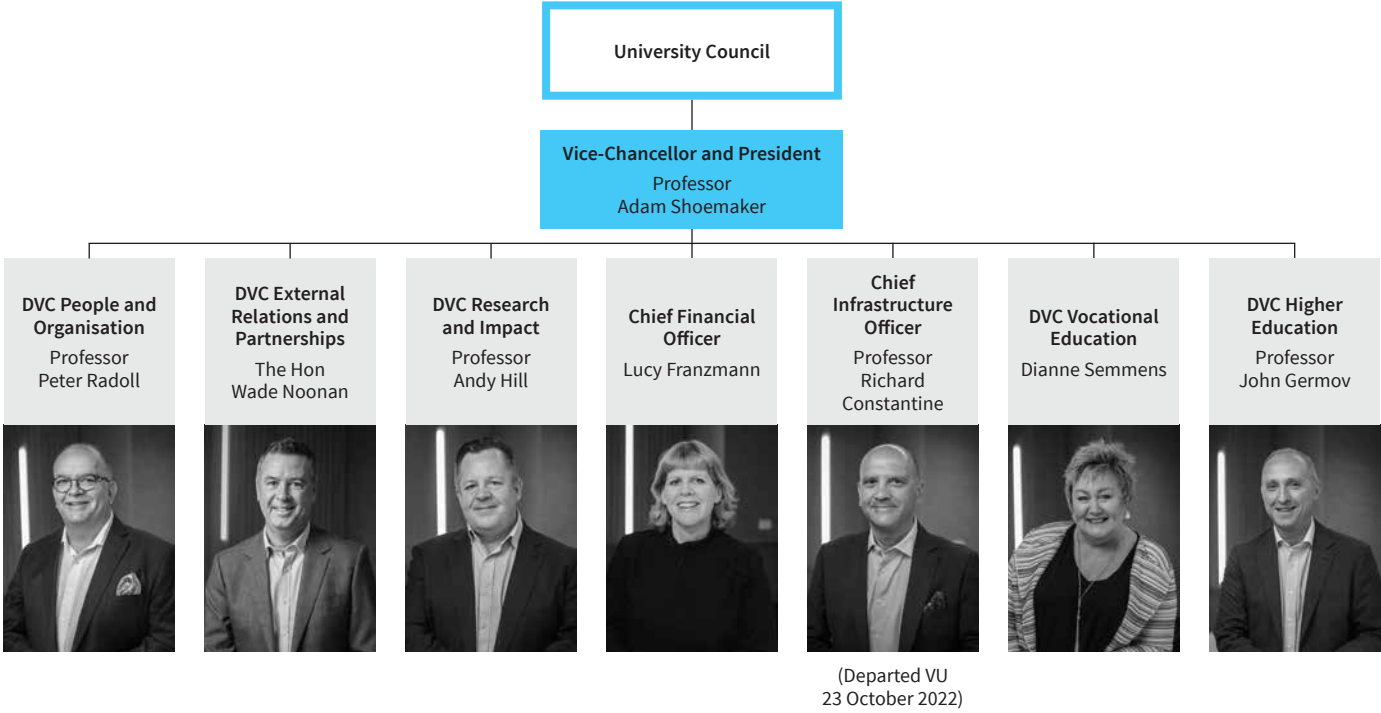 University Council
Vice-Chancellor and President
Professor
Adam Shoemaker
DVC People and
Organisation
Professor
Peter Radoll
DVC External
Relations and
Partnerships
The Hon
Wade Noonan
DVC Research
and Impact
Professor
Andy Hill
Chief Financial
Officer
Lucy Franzmann
Chief
Infrastructure
Officer
Professor
Richard
Constantine
(Departed VU
23 October 2022)
DVC Vocational
Education
Dianne Semmens
DVC Higher
Education
Professor
John Germov